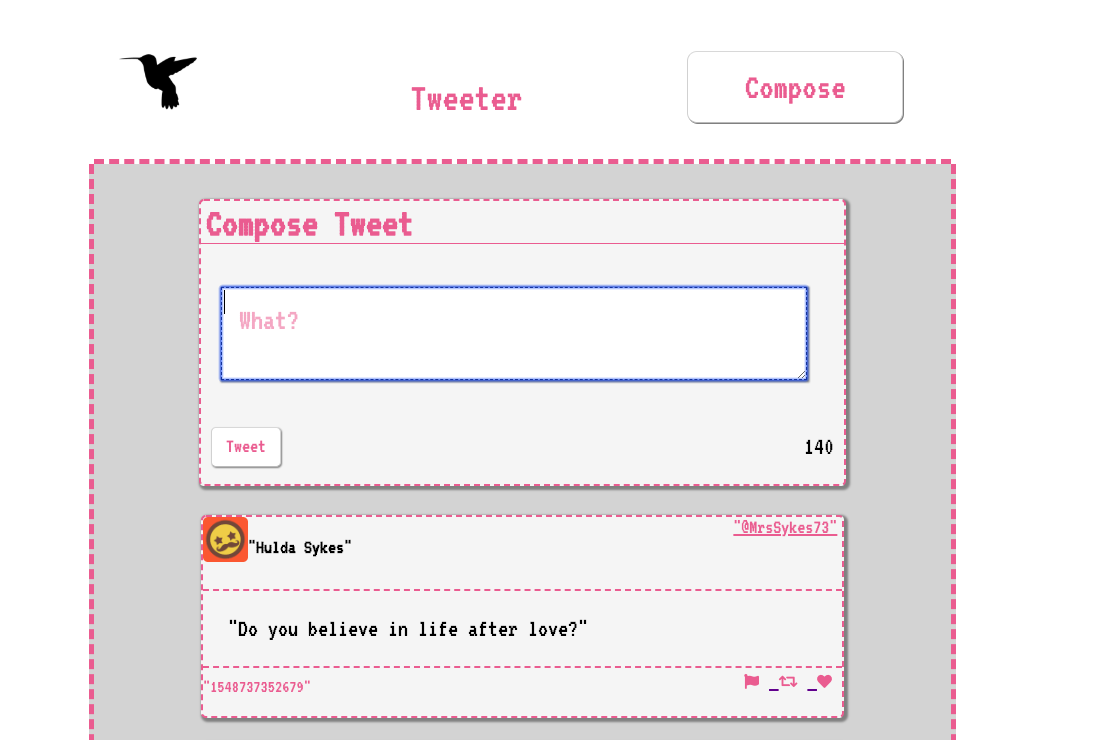 Tweeter
Compose
Compose Tweet
What?
Tweet
140
"Hulda Sykes"
"@MrsSykes73"
"Do you believe in life after love?"
"1548737352679"